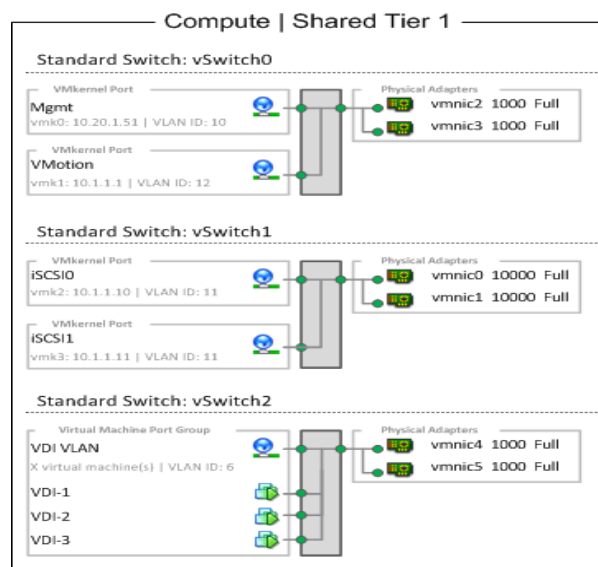 Compute | Shared Tier 1
Standard Switch: vSwitch0
VMkernel Port
Physical Adapters
Mgmt
vmk0: 10.20.1.51 | VLAN ID: 10
vmnic2 1000 Full
vmnic3 1000 Full
VMkernel Port
VMotion
vmk1: 10.1.1.1 | VLAN ID: 12
Standard Switch: vSwitch1
VMkernel Port
Physical Adapters
iSCSI0
vmk2: 10.1.1.10 | VLAN ID: 11
vmnic0 10000 Full
vmnic1 10000 Full
VMkernel Port
iSCSI1
vmk3: 10.1.1.11 | VLAN ID: 11
Standard Switch: vSwitch2
Virtual Machine Port Group
Physical Adapters
VDI VLAN
X virtual machine(s) | VLAN ID: 6
vmnic4 1000 Full
vmnic5 1000 Full
VDI-1
VDI-2
VDI-3